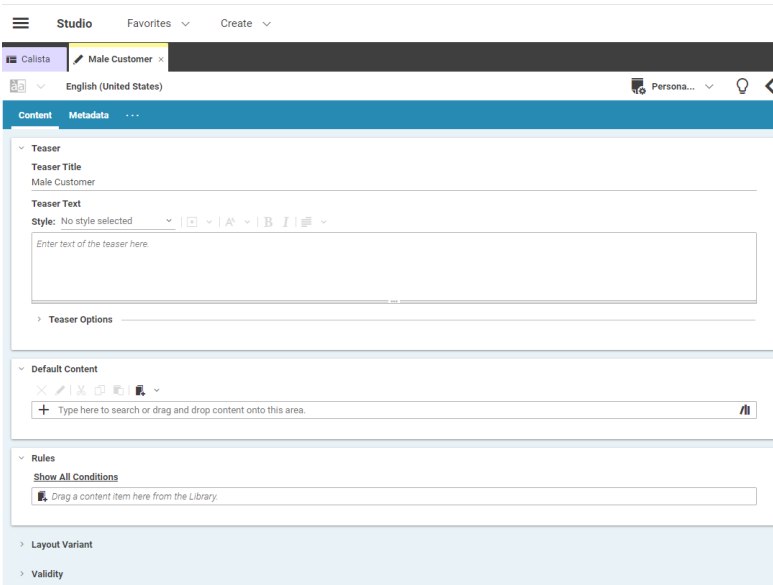 Studio Favorites Create
Calista Male Customer ×
English (United States) Persona...
Content Metadata ...
Teaser
Teaser Title
Male Customer
Teaser Text
Style: No style selected B I
Enter text of the teaser here.
Teaser Options
Default Content
Type here to search or drag and drop content onto this area.
Rules
Show All Conditions
Drag a content item here from the Library.
Layout Variant
Validity